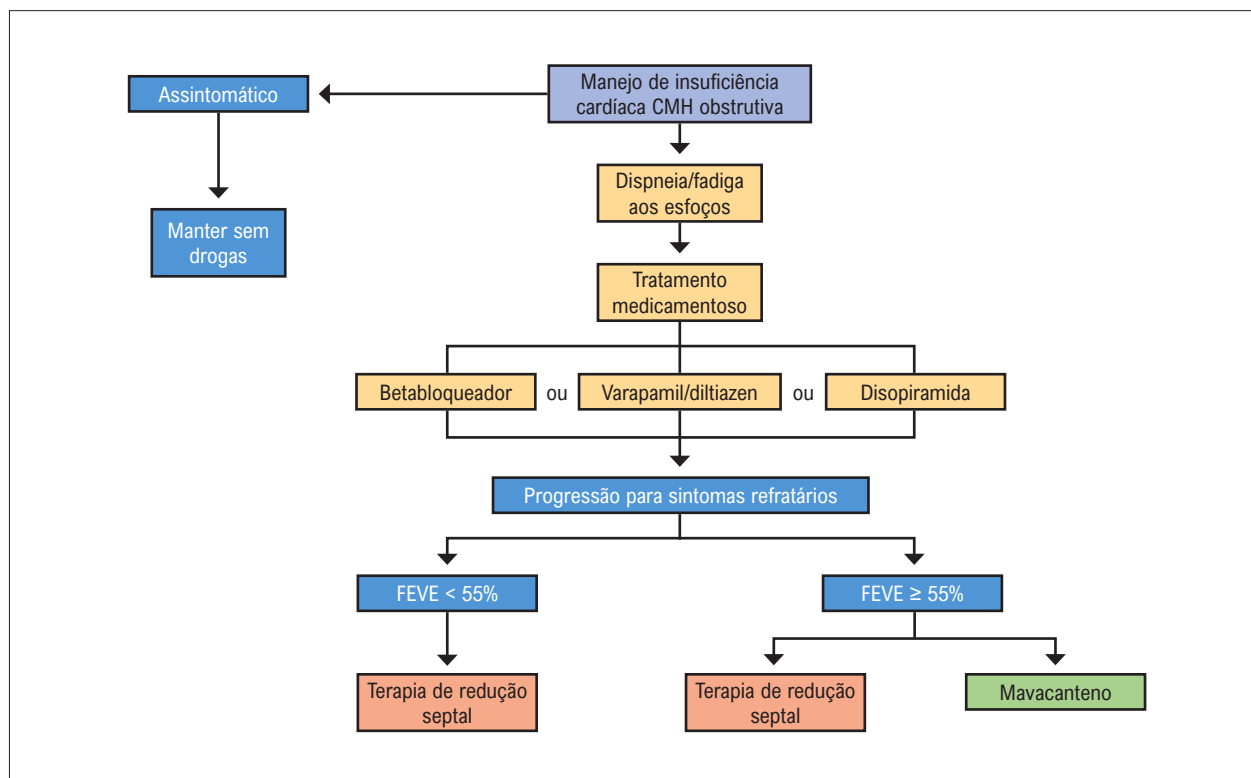 Manejo de insuficiência
cardíaca CMH obstrutiva
Assintomático
Dispneia/fadiga
aos esfoços
Manter sem
drogas
Tratamento
medicamentoso
Betabloqueador ou Varapamil/diltiazen ou Disopiramida
Progressão para sintomas refratários
FEVE < 55%
FEVE ≥ 55%
Terapia de redução
septal
Terapia de redução
septal
Mavacanteno